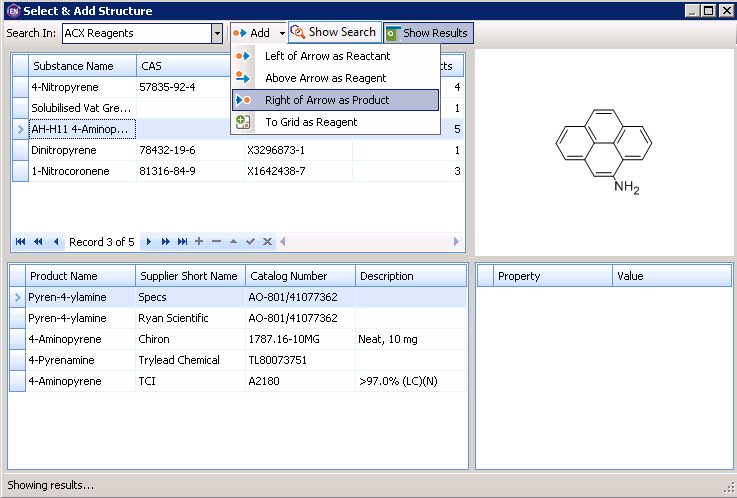 EN Select & Add Structure
Search In: ACX Reagents Add Show Search Show Results
Left of Arrow as Reactant
Above Arrow as Reagent
Right of Arrow as Product
To Grid as Reagent
Substance Name CAS cts
4-Nitropyrene 57835-92-4 4
Solubilised Vat Gre... 1
AH-H11 4-Aminop... 5
Dinitropyrene 78432-19-6 X3296873-1 1
1-Nitrocoronene 81316-84-9 X1642438-7 3
Record 3 of 5
NH2
Product Name Supplier Short Name Catalog Number Description
Pyren-4-ylamine Specs AO-801/41077362
Pyren-4-ylamine Ryan Scientific AO-801/41077362
4-Aminopyrene Chiron 1787.16-10MG Neat, 10 mg
4-Pyrenamine Trylead Chemical TL80073751
4-Aminopyrene TCI A2180 >97.0% (LC)(N)
Property Value
Showing results...